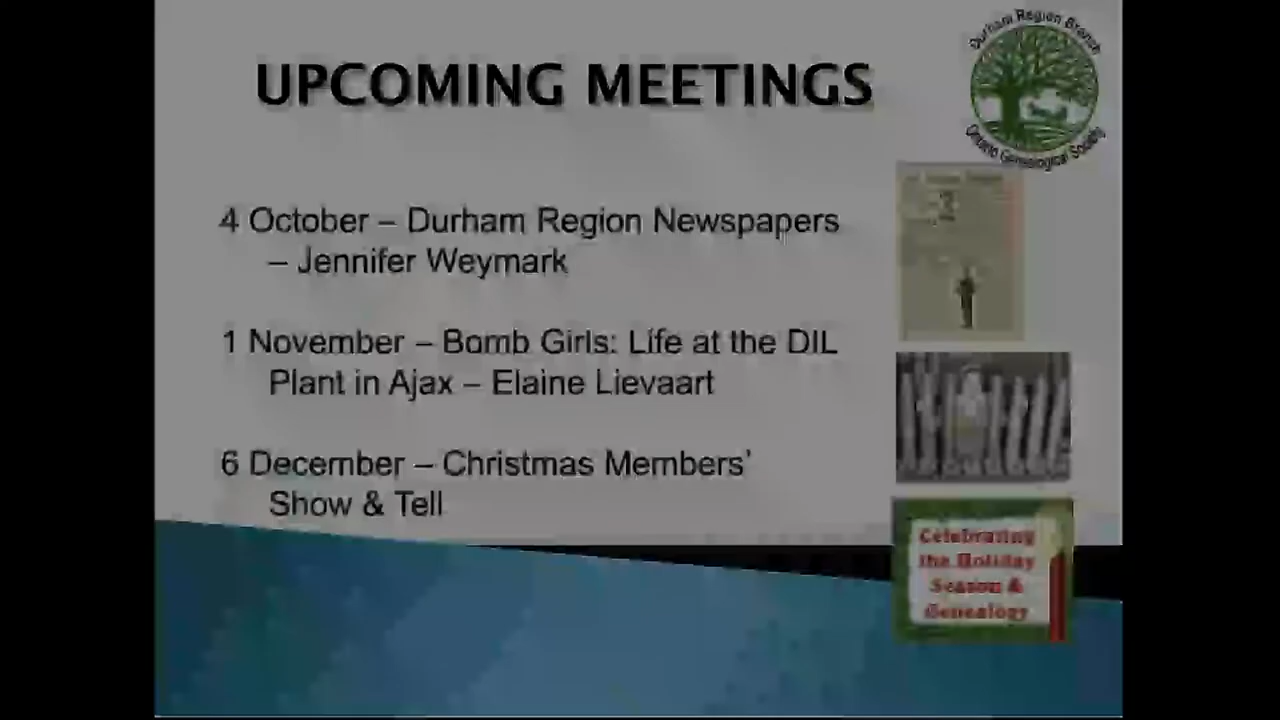 UPCOMING MEETINGS
Durham Region Branch
Ontario Genealogical Society
4 October – Durham Region Newspapers
– Jennifer Weymark
1 November – Bomb Girls: Life at the DIL
Plant in Ajax – Elaine Lievaart
6 December – Christmas Members’
Show & Tell
Celebrating
the Holiday
Season &
Genealogy